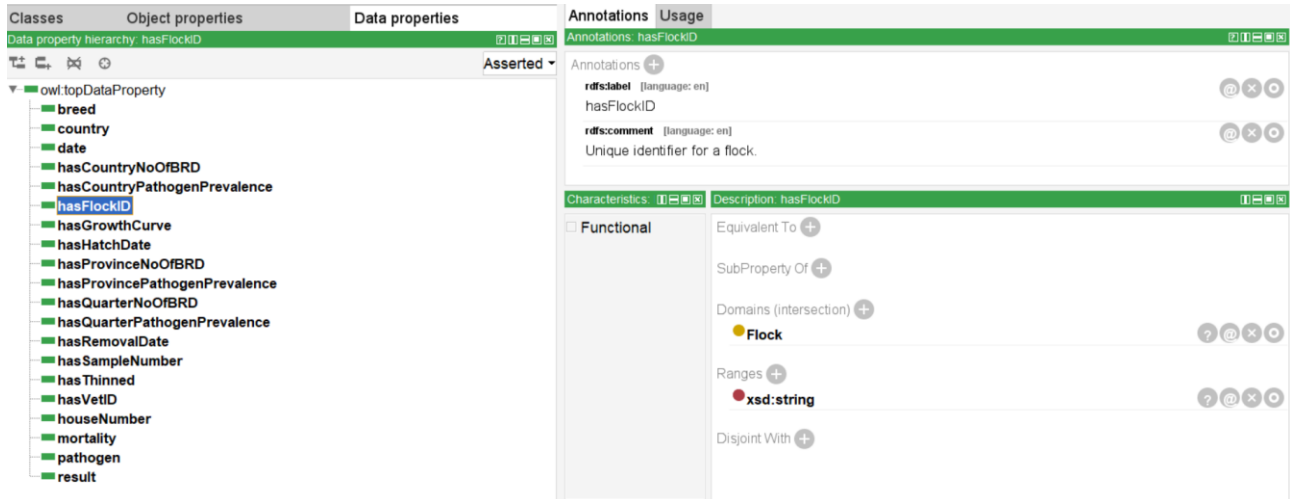 Classes Object properties Data properties
Data property hierarchy: hasFlockID
Asserted
owl:topDataProperty
breed
country
date
hasCountryNoOfBRD
hasCountryPathogenPrevalence
hasFlockID
hasGrowthCurve
hasHatchDate
hasProvinceNoOfBRD
hasProvincePathogenPrevalence
hasQuarterNoOfBRD
hasQuarterPathogenPrevalence
hasRemovalDate
hasSampleNumber
hasThinned
hasVetID
houseNumber
mortality
pathogen
result
Annotations Usage
Annotations: hasFlockID
Annotations
rdfs:label [language: en]
hasFlockID
rdfs:comment [language: en]
Unique identifier for a flock.
Characteristics:
Functional
Description: hasFlockID
Equivalent To
SubProperty Of
Domains (intersection)
Flock
Ranges
xsd:string
Disjoint With